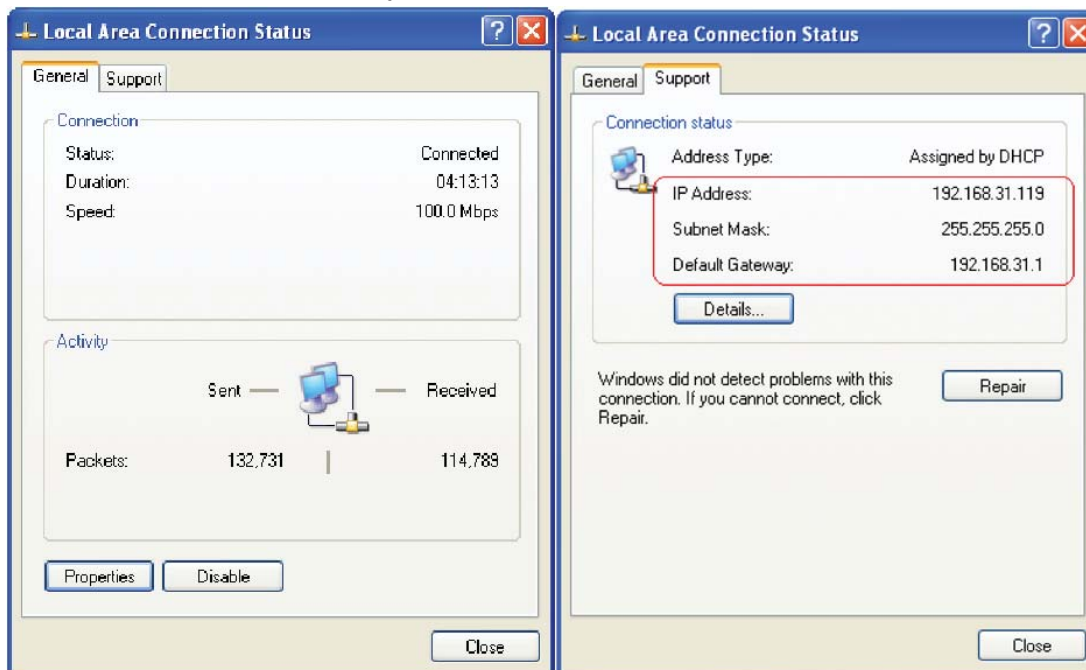 Local Area Connection Status
General Support
Connection
Status: Connected
Duration: 04:13:13
Speed: 100.0 Mbps
Activity
Sent — — Received
Packets: 132,731 | 114,789
Properties Disable
Close
Local Area Connection Status
General Support
Connection status
Address Type: Assigned by DHCP
IP Address: 192.168.31.119
Subnet Mask: 255.255.255.0
Default Gateway: 192.168.31.1
Details...
Windows did not detect problems with this
connection. If you cannot connect, click
Repair.
Repair
Close